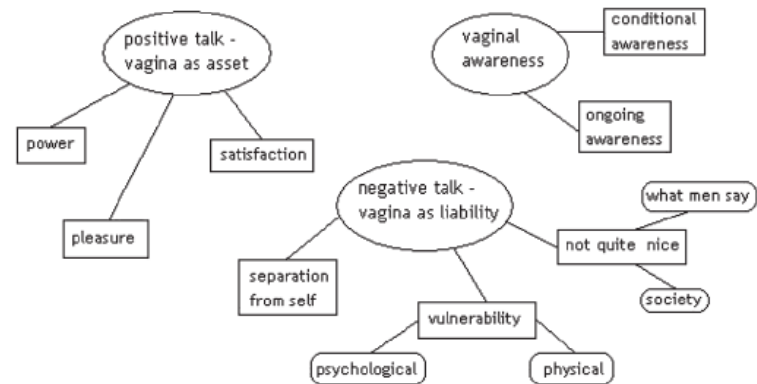 positive talk -
vagina as asset
power
pleasure
satisfaction
vaginal
awareness
conditional
awareness
ongoing
awareness
negative talk -
vagina as liability
separation
from self
vulnerability
psychological
physical
not quite nice
what men say
society